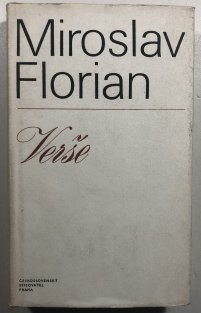 Miroslav
Florian
Verše
ČESKOSLOVENSKÝ
SPISOVATEL
PRAHA